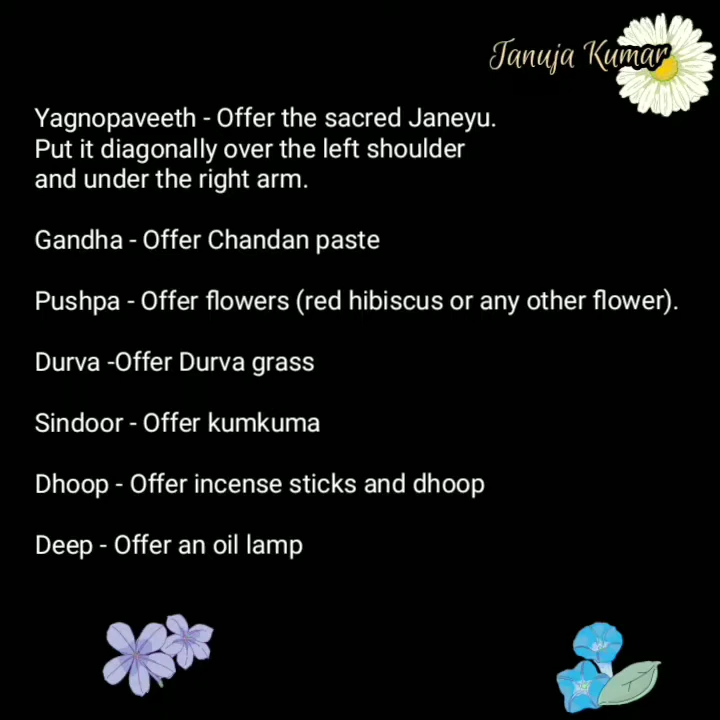 Tanuja Kumar
Yagnopaveeth - Offer the sacred Janeyu.
Put it diagonally over the left shoulder
and under the right arm.
Gandha - Offer Chandan paste
Pushpa - Offer flowers (red hibiscus or any other flower).
Durva -Offer Durva grass
Sindoor - Offer kumkuma
Dhoop - Offer incense sticks and dhoop
Deep - Offer an oil lamp